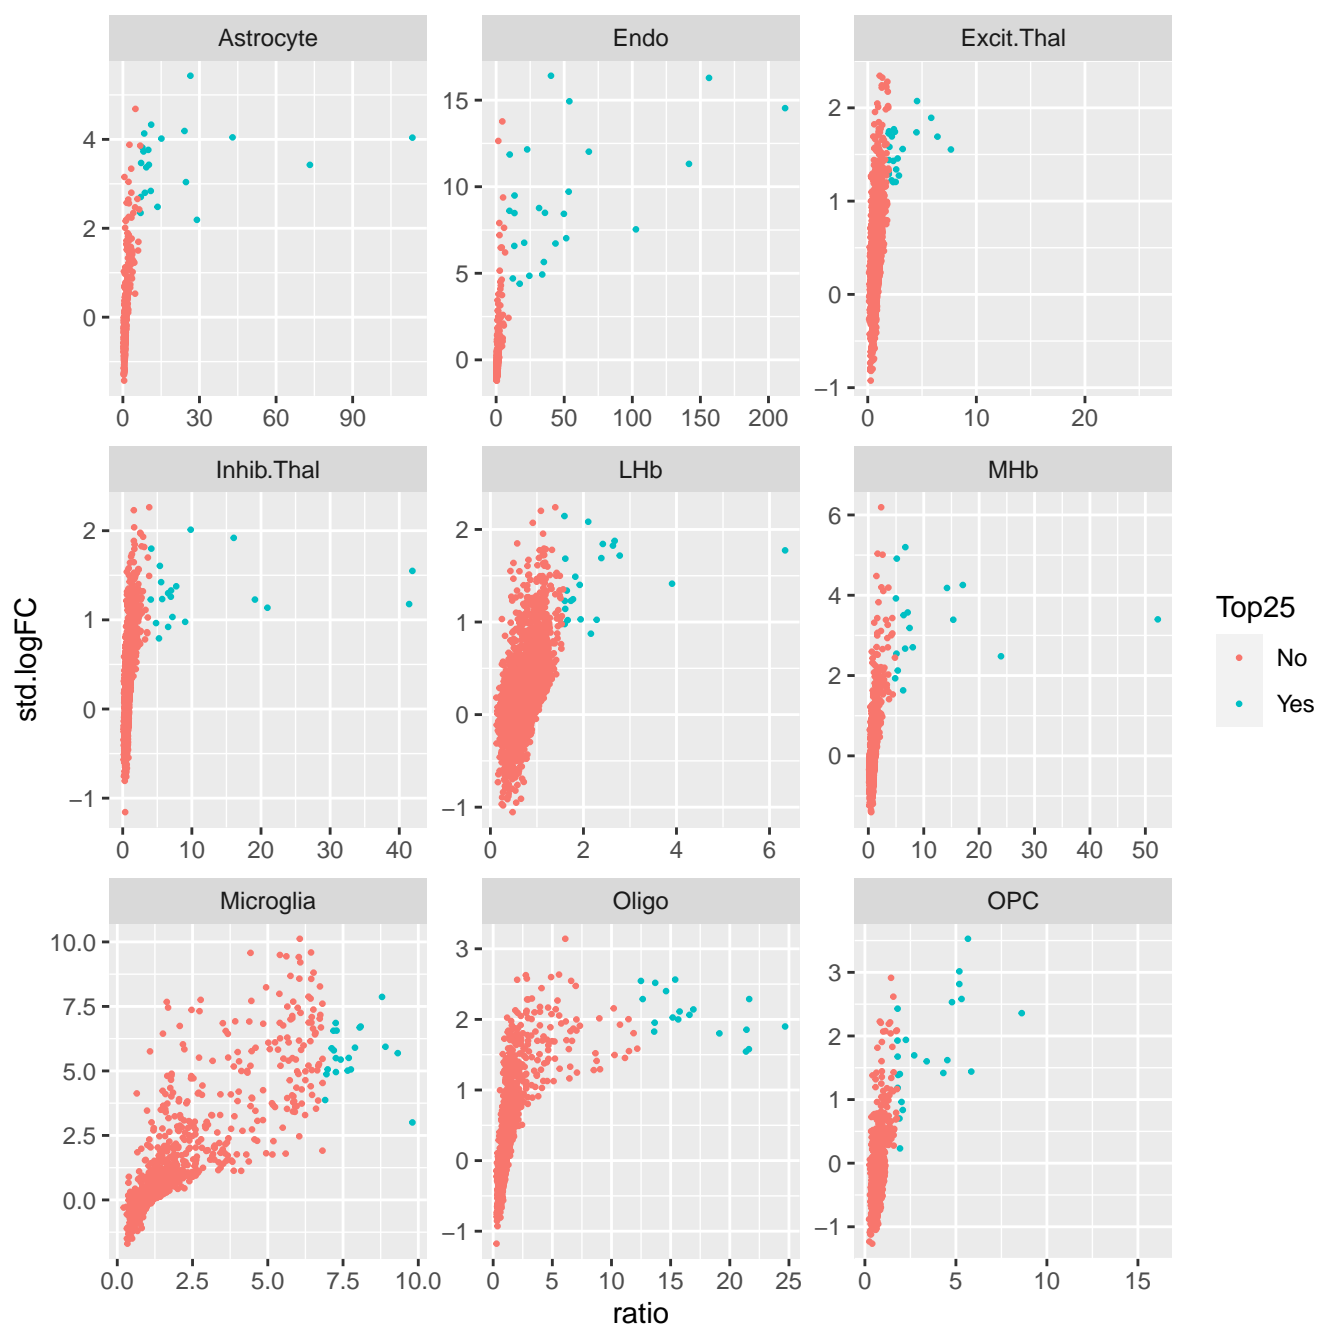 Astrocyte Endo Excit.Thal
4
2
0
0 30 60 90
15
10
5
0
0 50 100 150 200
2
1
0
−1
0 10 20
Inhib.Thal LHb MHb
2
1
0
−1
0 10 20 30 40
2
1
0
−1
0 2 4 6
6
4
2
0
0 10 20 30 40 50
Microglia Oligo OPC
10.0
7.5
5.0
2.5
0.0
0.0 2.5 5.0 7.5 10.0
3
2
1
0
−1
0 5 10 15 20 25
3
2
1
0
−1
0 5 10 15
std.logFC
ratio
Top25
No
Yes